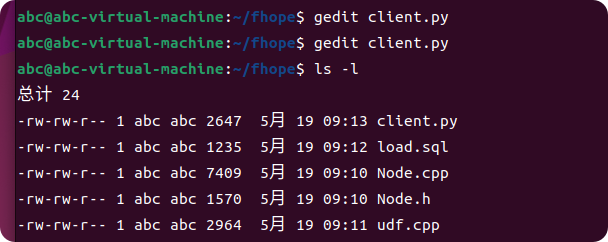 abc@abc-virtual-machine:~/fhope$ gedit client.py
abc@abc-virtual-machine:~/fhope$ gedit client.py
abc@abc-virtual-machine:~/fhope$ ls -l
总计 24
-rw-rw-r-- 1 abc abc 2647  5月 19 09:13 client.py
-rw-rw-r-- 1 abc abc 1235  5月 19 09:12 load.sql
-rw-rw-r-- 1 abc abc 7409  5月 19 09:10 Node.cpp
-rw-rw-r-- 1 abc abc 1570  5月 19 09:10 Node.h
-rw-rw-r-- 1 abc abc 2964  5月 19 09:11 udf.cpp